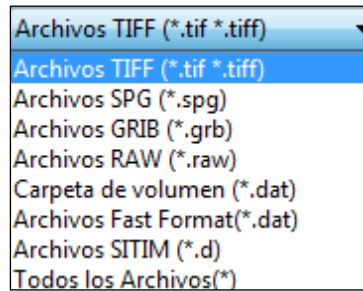 Archivos TIFF (*.tif *.tiff)
Archivos TIFF (*.tif *.tiff)
Archivos SPG (*.spg)
Archivos GRIB (*.grb)
Archivos RAW (*.raw)
Carpeta de volumen (*.dat)
Archivos Fast Format(*.dat)
Archivos SITIM (*.d)
Todos los Archivos(*)